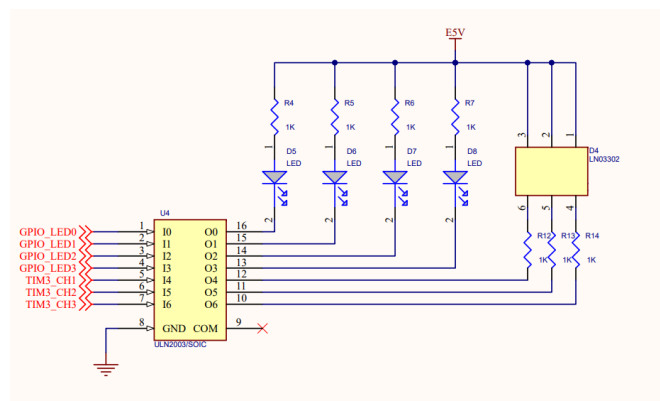 E5V
R4
R5
R6
R7
1K
1K
1K
1K
3
2
1
D4
LN03302
1
1
1
1
D5
D6
D7
D8
LED
LED
LED
LED
6
5
4
2
2
2
2
U4
R12
R13
R14
1K
1K
1K
GPIO_LED0 1 I0 O0 16
GPIO_LED1 2 I1 O1 15
GPIO_LED2 3 I2 O2 14
GPIO_LED3 4 I3 O3 13
TIM3_CH1 5 I4 O4 12
TIM3_CH2 6 I5 O5 11
TIM3_CH3 7 I6 O6 10
8 GND COM 9
ULN2003/SOIC